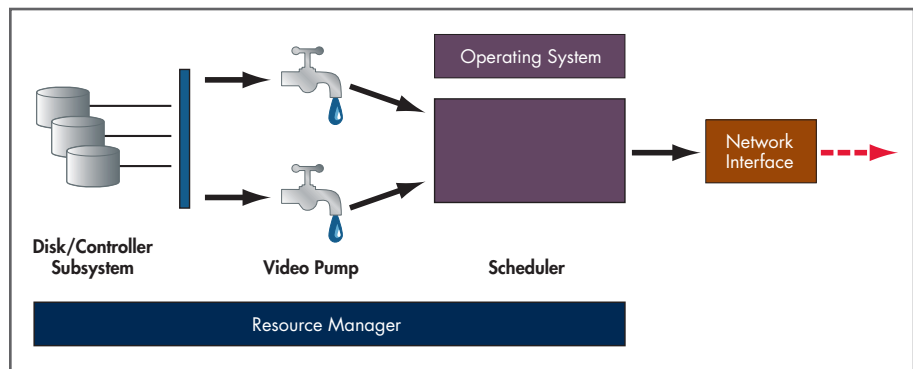 Operating System
Network
Interface
Disk/Controller
Subsystem
Video Pump
Scheduler
Resource Manager